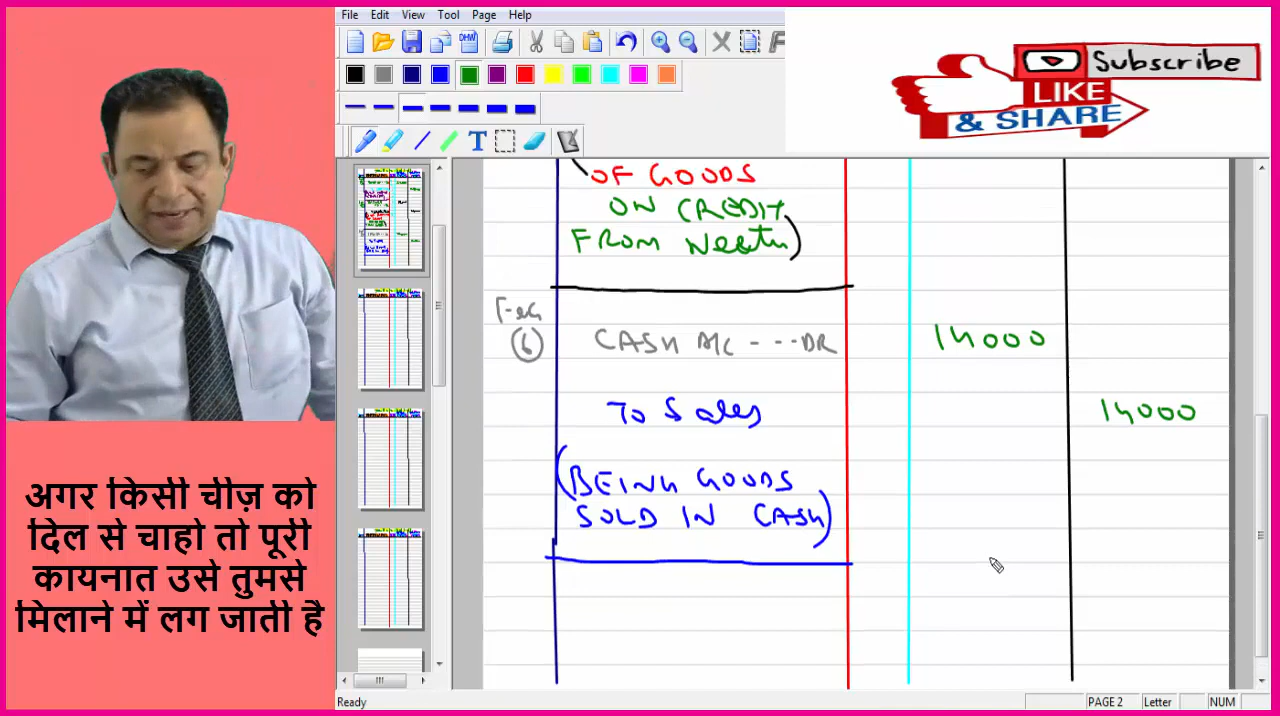 File Edit View Tool Page Help
Subscribe
LIKE
& SHARE
OF GOODS
ON CREDIT
FROM Neetu)
Feb
6 CASH A/C - - - DR 14000
To Sales 14000
(BEING GOODS
SOLD IN CASH)
अगर किसी चीज़ को
दिल से चाहो तो पूरी
कायनात उसे तुमसे
मिलाने में लग जाती है
Ready PAGE 2 Letter NUM